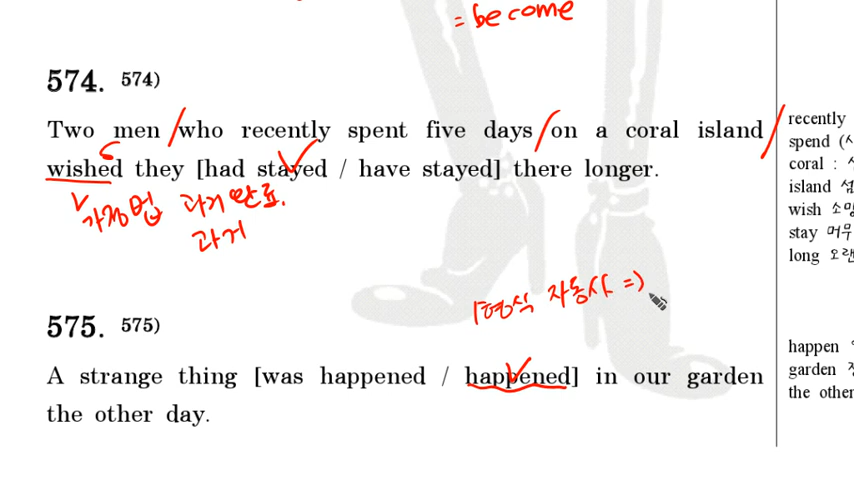 = become
574. 574)
Two men who recently spent five days on a coral island
wished they [had stayed / have stayed] there longer.
가정법 과거완료.
과거
1형식 자동사 =>
575. 575)
A strange thing [was happened / happened] in our garden
the other day.
recently
spend
coral :
island 섬
wish 소망
stay 머무
long 오랜
happen
garden
the other